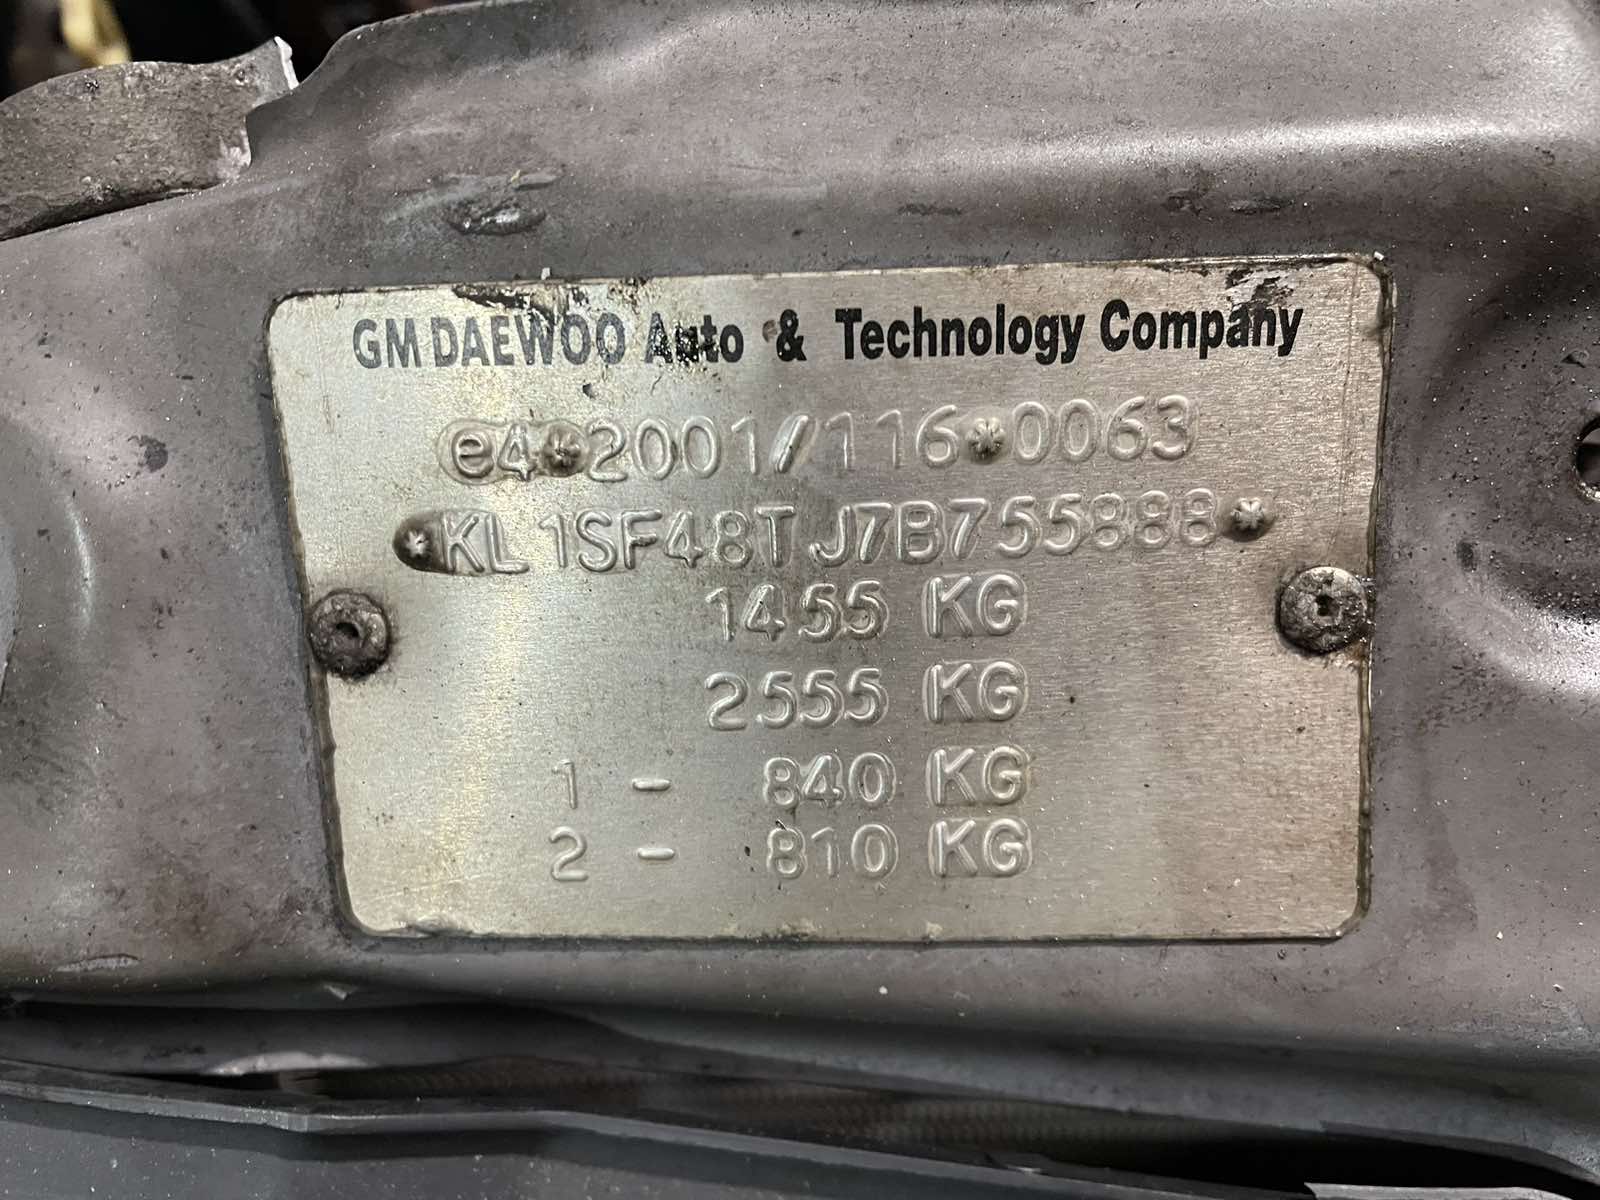 GM DAEWOO Auto & Technology Company
e4*2001/116*0063
*KL1SF48TJ7B755888*
1455 KG
2555 KG
1 - 840 KG
2 - 810 KG